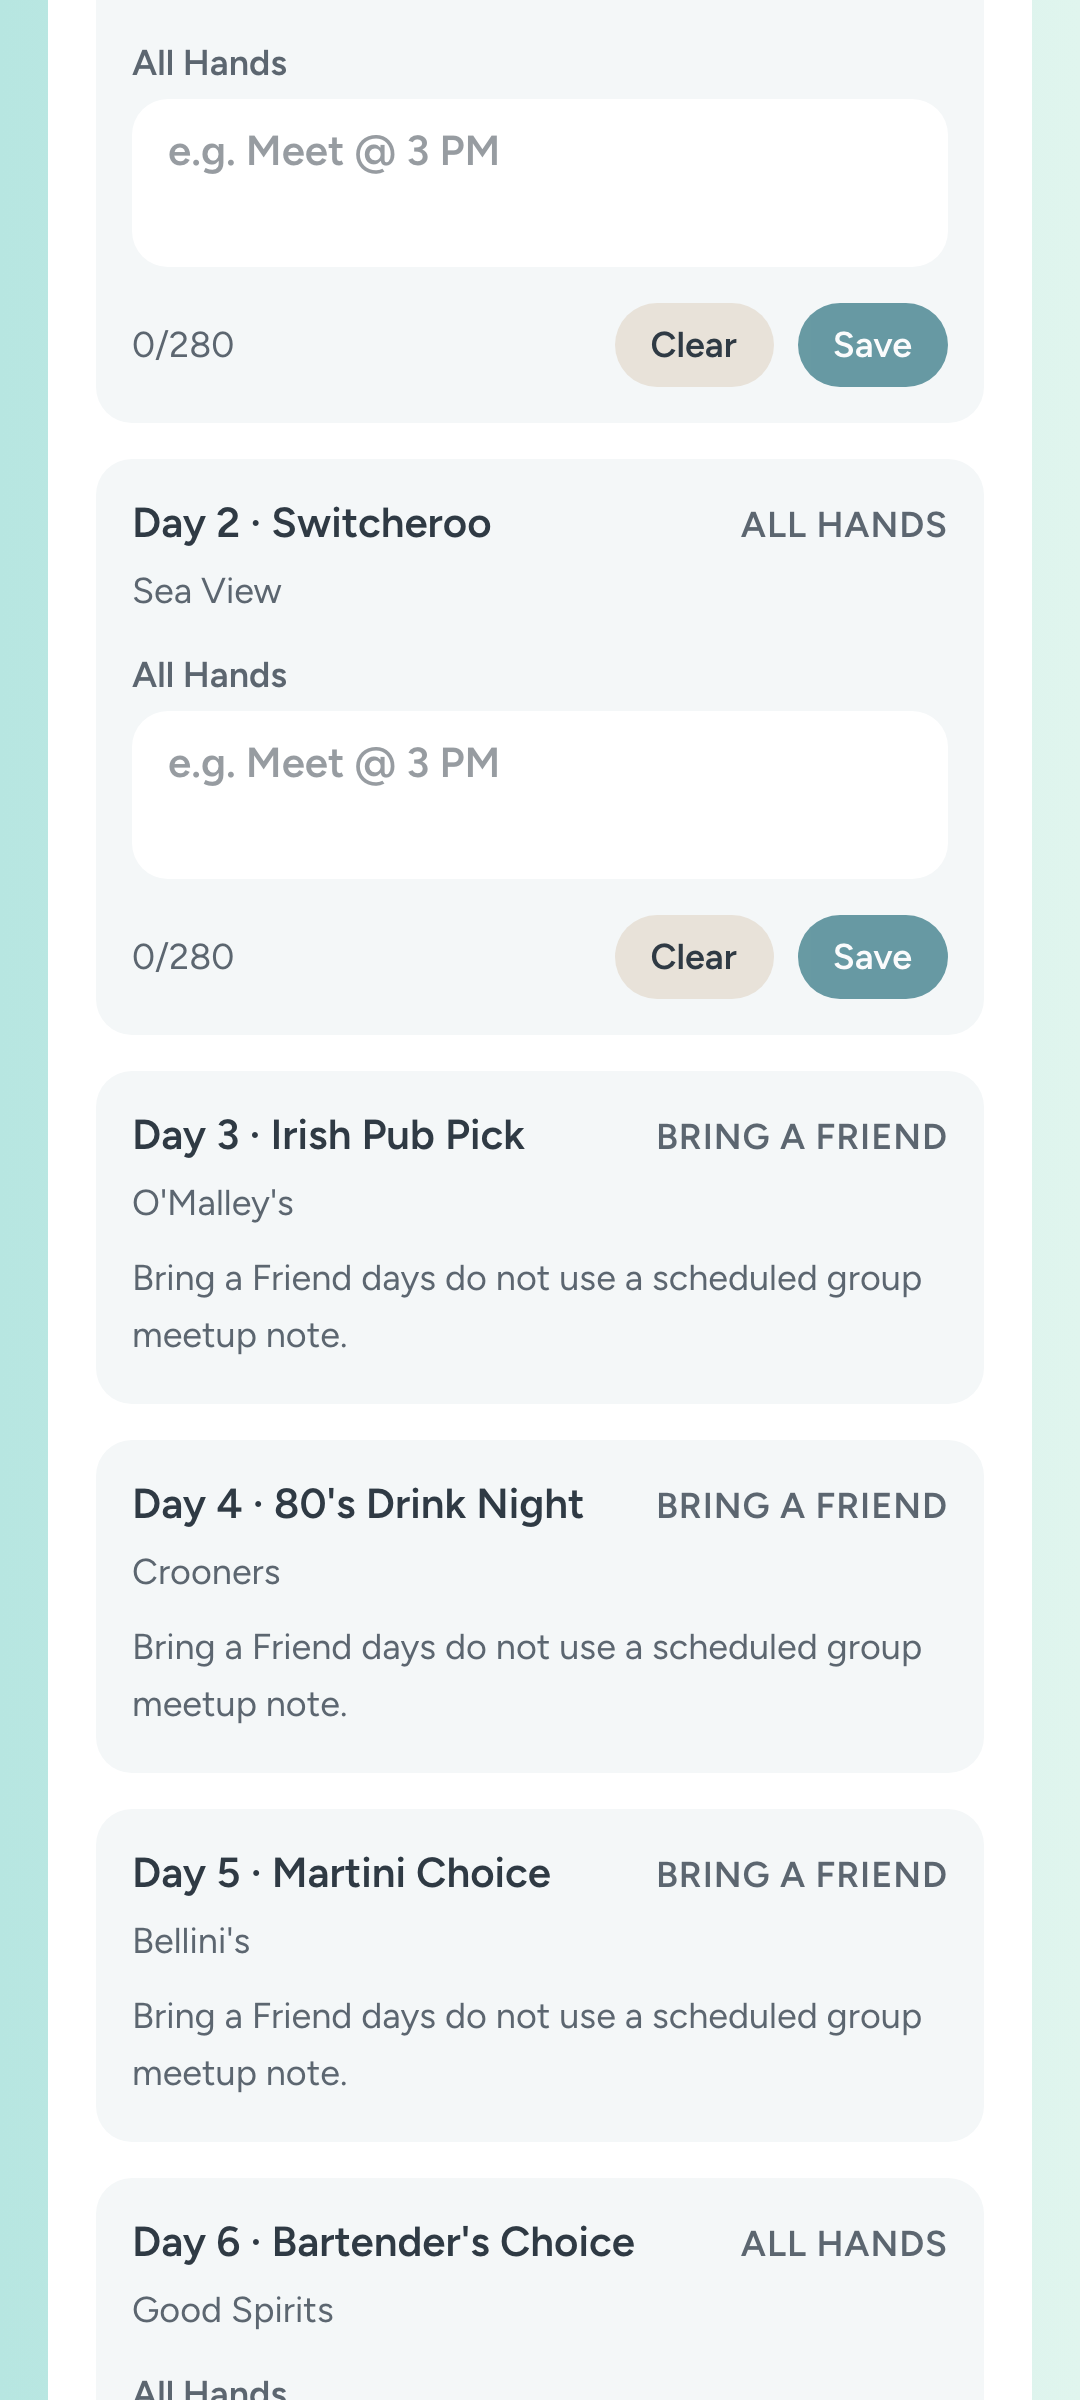 All Hands
e.g. Meet @ 3 PM
0/280 Clear Save
Day 2 · Switcheroo ALL HANDS
Sea View
All Hands
e.g. Meet @ 3 PM
0/280 Clear Save
Day 3 · Irish Pub Pick BRING A FRIEND
O'Malley's
Bring a Friend days do not use a scheduled group
meetup note.
Day 4 · 80's Drink Night BRING A FRIEND
Crooners
Bring a Friend days do not use a scheduled group
meetup note.
Day 5 · Martini Choice BRING A FRIEND
Bellini's
Bring a Friend days do not use a scheduled group
meetup note.
Day 6 · Bartender's Choice ALL HANDS
Good Spirits
All Hands